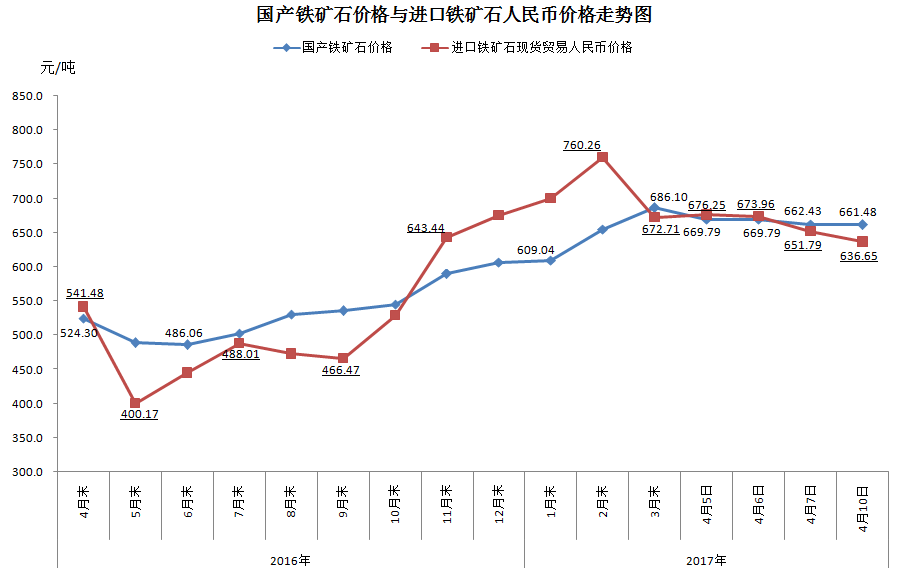 国产铁矿石价格与进口铁矿石人民币价格走势图
国产铁矿石价格 进口铁矿石现货贸易人民币价格
元/吨
850.0
800.0
750.0
700.0
650.0
600.0
550.0
500.0
450.0
400.0
350.0
300.0
541.48
524.30
400.17
486.06
488.01
466.47
643.44
609.04
760.26
686.10
672.71
676.25
669.79
673.96
669.79
662.43
651.79
661.48
636.65
4月末
5月末
6月末
7月末
8月末
9月末
10月末
11月末
12月末
1月末
2月末
3月末
4月5日
4月6日
4月7日
4月10日
2016年 2017年